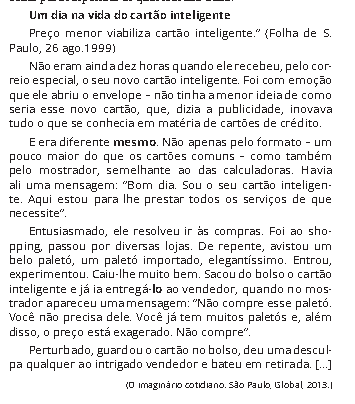 Um dia na vida do cartão inteligente
Preço menor viabiliza cartão inteligente.” (Folha de S.
Paulo, 26 ago.1999)
Não eram ainda dez horas quando ele recebeu, pelo cor-
reio especial, o seu novo cartão inteligente. Foi com emoção
que ele abriu o envelope – não tinha a menor ideia de como
seria esse novo cartão, que, dizia a publicidade, inovava
tudo o que se conhecia em matéria de cartões de crédito.
E era diferente mesmo. Não apenas pelo formato – um
pouco maior do que os cartões comuns – como também
pelo mostrador, semelhante ao das calculadoras. Havia
ali uma mensagem: “Bom dia. Sou o seu cartão inteligen-
te. Aqui estou para lhe prestar todos os serviços de que
necessite”.
Entusiasmado, ele resolveu ir às compras. Foi ao sho-
pping, passou por diversas lojas. De repente, avistou um
belo paletó, um paletó importado, elegantíssimo. Entrou,
experimentou. Caiu-lhe muito bem. Sacou do bolso o cartão
inteligente e já ia entregá-lo ao vendedor, quando no mos-
trador apareceu uma mensagem: “Não compre esse paletó.
Você não precisa dele. Você já tem muitos paletós e, além
disso, o preço está exagerado. Não compre”.
Perturbado, guardou o cartão no bolso, deu uma descul-
pa qualquer ao intrigado vendedor e bateu em retirada. [...]
(O imaginário cotidiano. São Paulo, Global, 2013.)